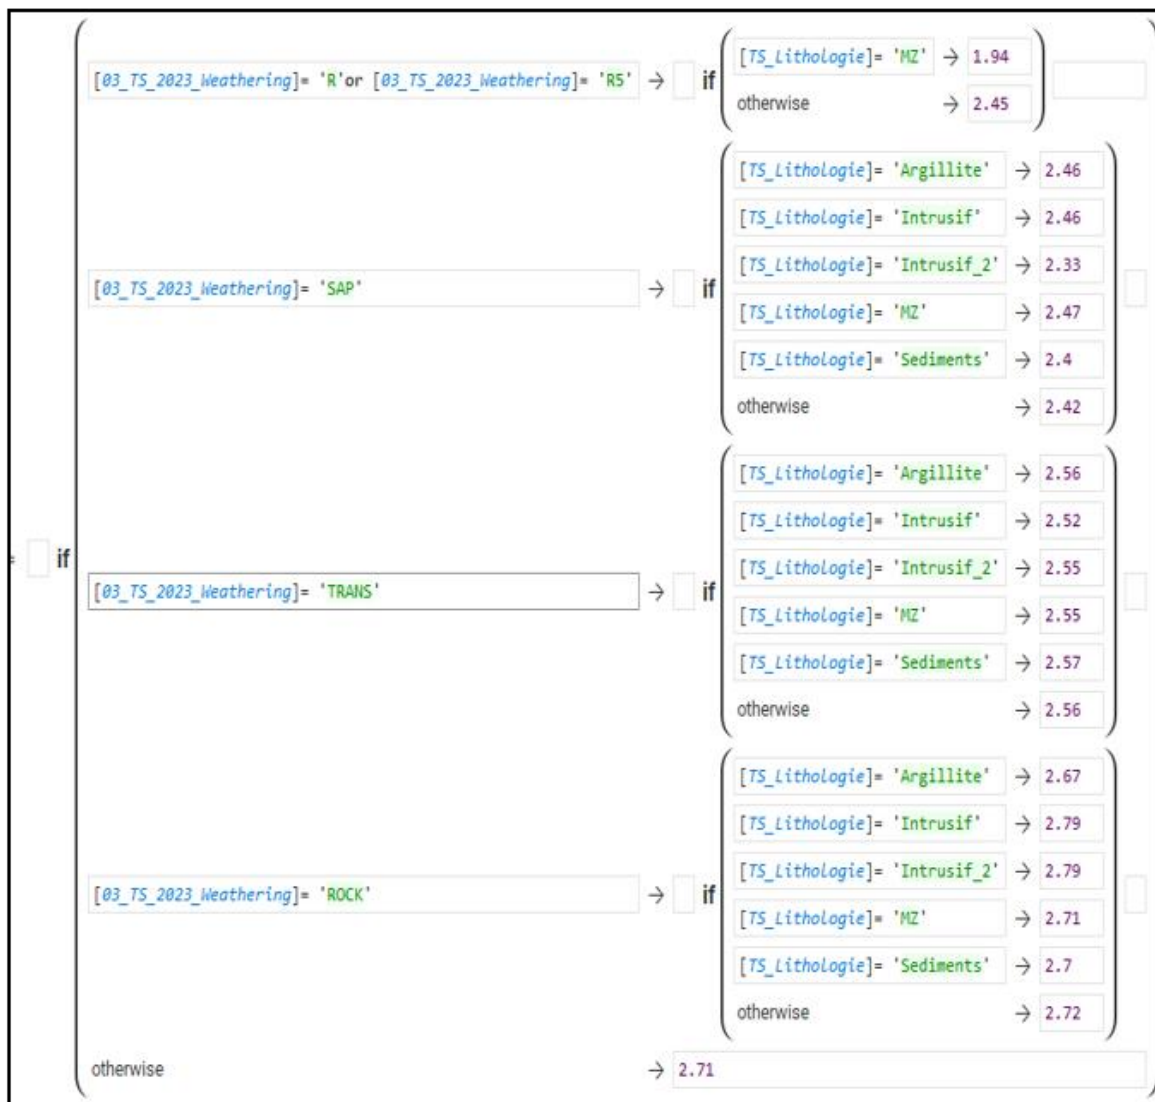 [TS_Lithologie]= 'MZ' → 1.94
[03_TS_2023_Weathering]= 'R'or [03_TS_2023_Weathering]= 'R5' → if
otherwise → 2.45
[TS_Lithologie]= 'Argillite' → 2.46
[TS_Lithologie]= 'Intrusif' → 2.46
[TS_Lithologie]= 'Intrusif_2' → 2.33
[03_TS_2023_Weathering]= 'SAP' → if
[TS_Lithologie]= 'MZ' → 2.47
[TS_Lithologie]= 'Sediments' → 2.4
otherwise → 2.42
[TS_Lithologie]= 'Argillite' → 2.56
[TS_Lithologie]= 'Intrusif' → 2.52
= if
[TS_Lithologie]= 'Intrusif_2' → 2.55
[03_TS_2023_Weathering]= 'TRANS' → if
[TS_Lithologie]= 'MZ' → 2.55
[TS_Lithologie]= 'Sediments' → 2.57
otherwise → 2.56
[TS_Lithologie]= 'Argillite' → 2.67
[TS_Lithologie]= 'Intrusif' → 2.79
[TS_Lithologie]= 'Intrusif_2' → 2.79
[03_TS_2023_Weathering]= 'ROCK' → if
[TS_Lithologie]= 'MZ' → 2.71
[TS_Lithologie]= 'Sediments' → 2.7
otherwise → 2.72
otherwise → 2.71